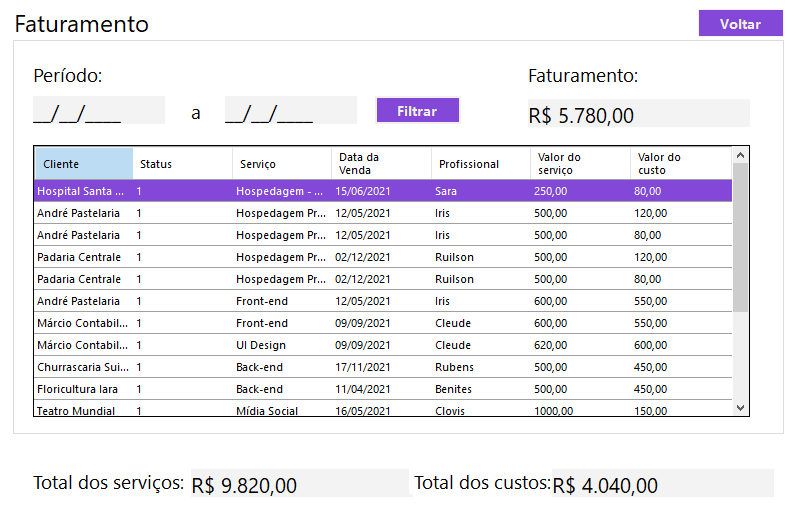 Faturamento Voltar
Período: Faturamento:
__/__/____ a __/__/____ Filtrar R$ 5.780,00
Cliente Status Serviço Data da Venda Profissional Valor do serviço Valor do custo
Hospital Santa ... 1 Hospedagem - ... 15/06/2021 Sara 250,00 80,00
André Pastelaria 1 Hospedagem Pr... 12/05/2021 Iris 500,00 120,00
André Pastelaria 1 Hospedagem Pr... 12/05/2021 Iris 500,00 80,00
Padaria Centrale 1 Hospedagem Pr... 02/12/2021 Ruilson 500,00 120,00
Padaria Centrale 1 Hospedagem Pr... 02/12/2021 Ruilson 500,00 80,00
André Pastelaria 1 Front-end 12/05/2021 Iris 600,00 550,00
Márcio Contabil... 1 Front-end 09/09/2021 Cleude 600,00 550,00
Márcio Contabil... 1 UI Design 09/09/2021 Cleude 620,00 600,00
Churrascaria Sui... 1 Back-end 17/11/2021 Rubens 500,00 450,00
Floricultura Iara 1 Back-end 11/04/2021 Benites 500,00 450,00
Teatro Mundial 1 Mídia Social 16/05/2021 Clovis 1000,00 150,00
Total dos serviços: R$ 9.820,00 Total dos custos: R$ 4.040,00